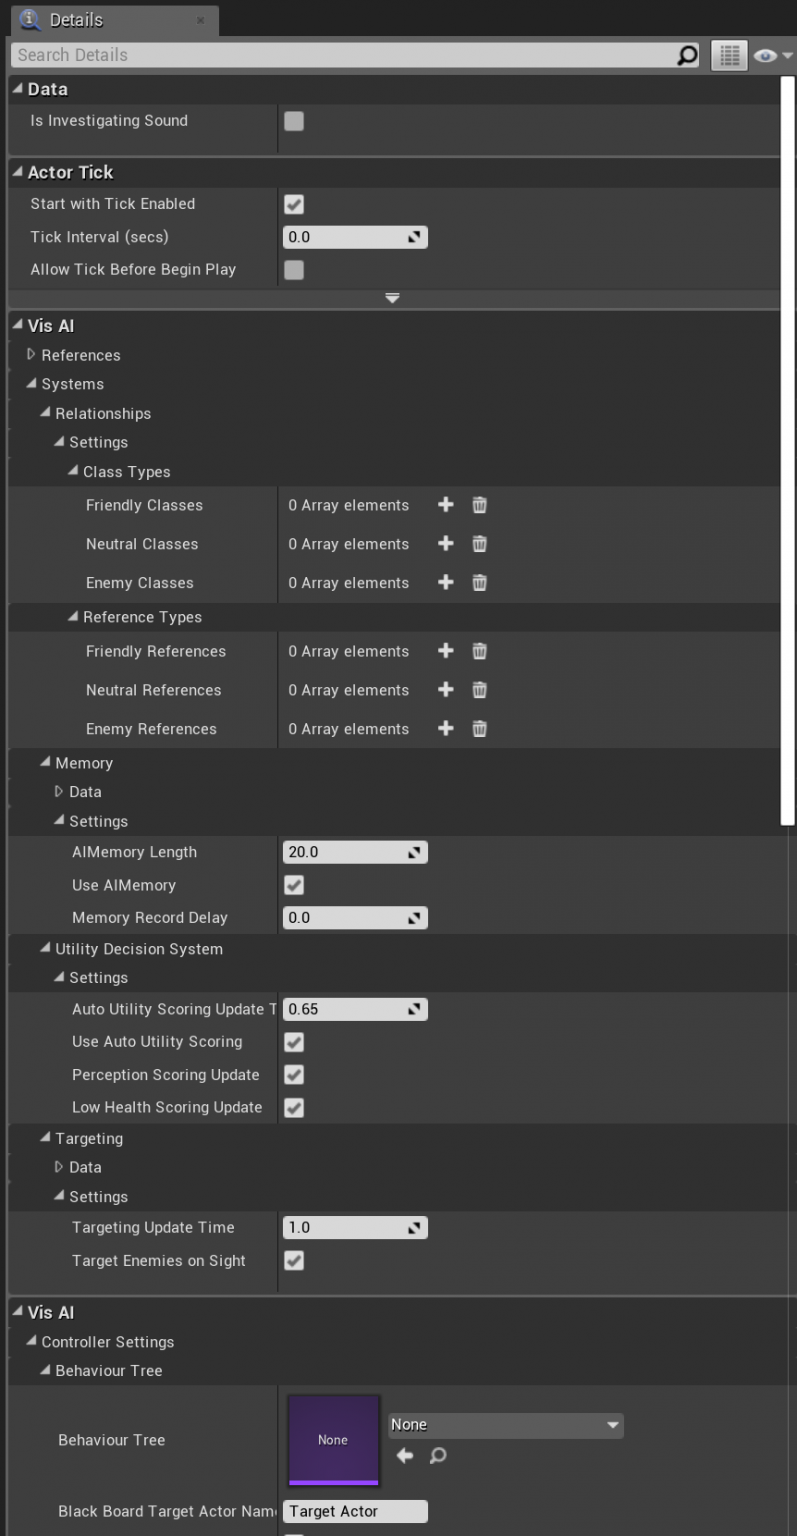 Details
Search Details
Data
Is Investigating Sound
Actor Tick
Start with Tick Enabled
Tick Interval (secs) 0.0
Allow Tick Before Begin Play
Vis AI
References
Systems
Relationships
Settings
Class Types
Friendly Classes 0 Array elements
Neutral Classes 0 Array elements
Enemy Classes 0 Array elements
Reference Types
Friendly References 0 Array elements
Neutral References 0 Array elements
Enemy References 0 Array elements
Memory
Data
Settings
AIMemory Length 20.0
Use AIMemory
Memory Record Delay 0.0
Utility Decision System
Settings
Auto Utility Scoring Update T 0.65
Use Auto Utility Scoring
Perception Scoring Update
Low Health Scoring Update
Targeting
Data
Settings
Targeting Update Time 1.0
Target Enemies on Sight
Vis AI
Controller Settings
Behaviour Tree
Behaviour Tree None None
Black Board Target Actor Name Target Actor